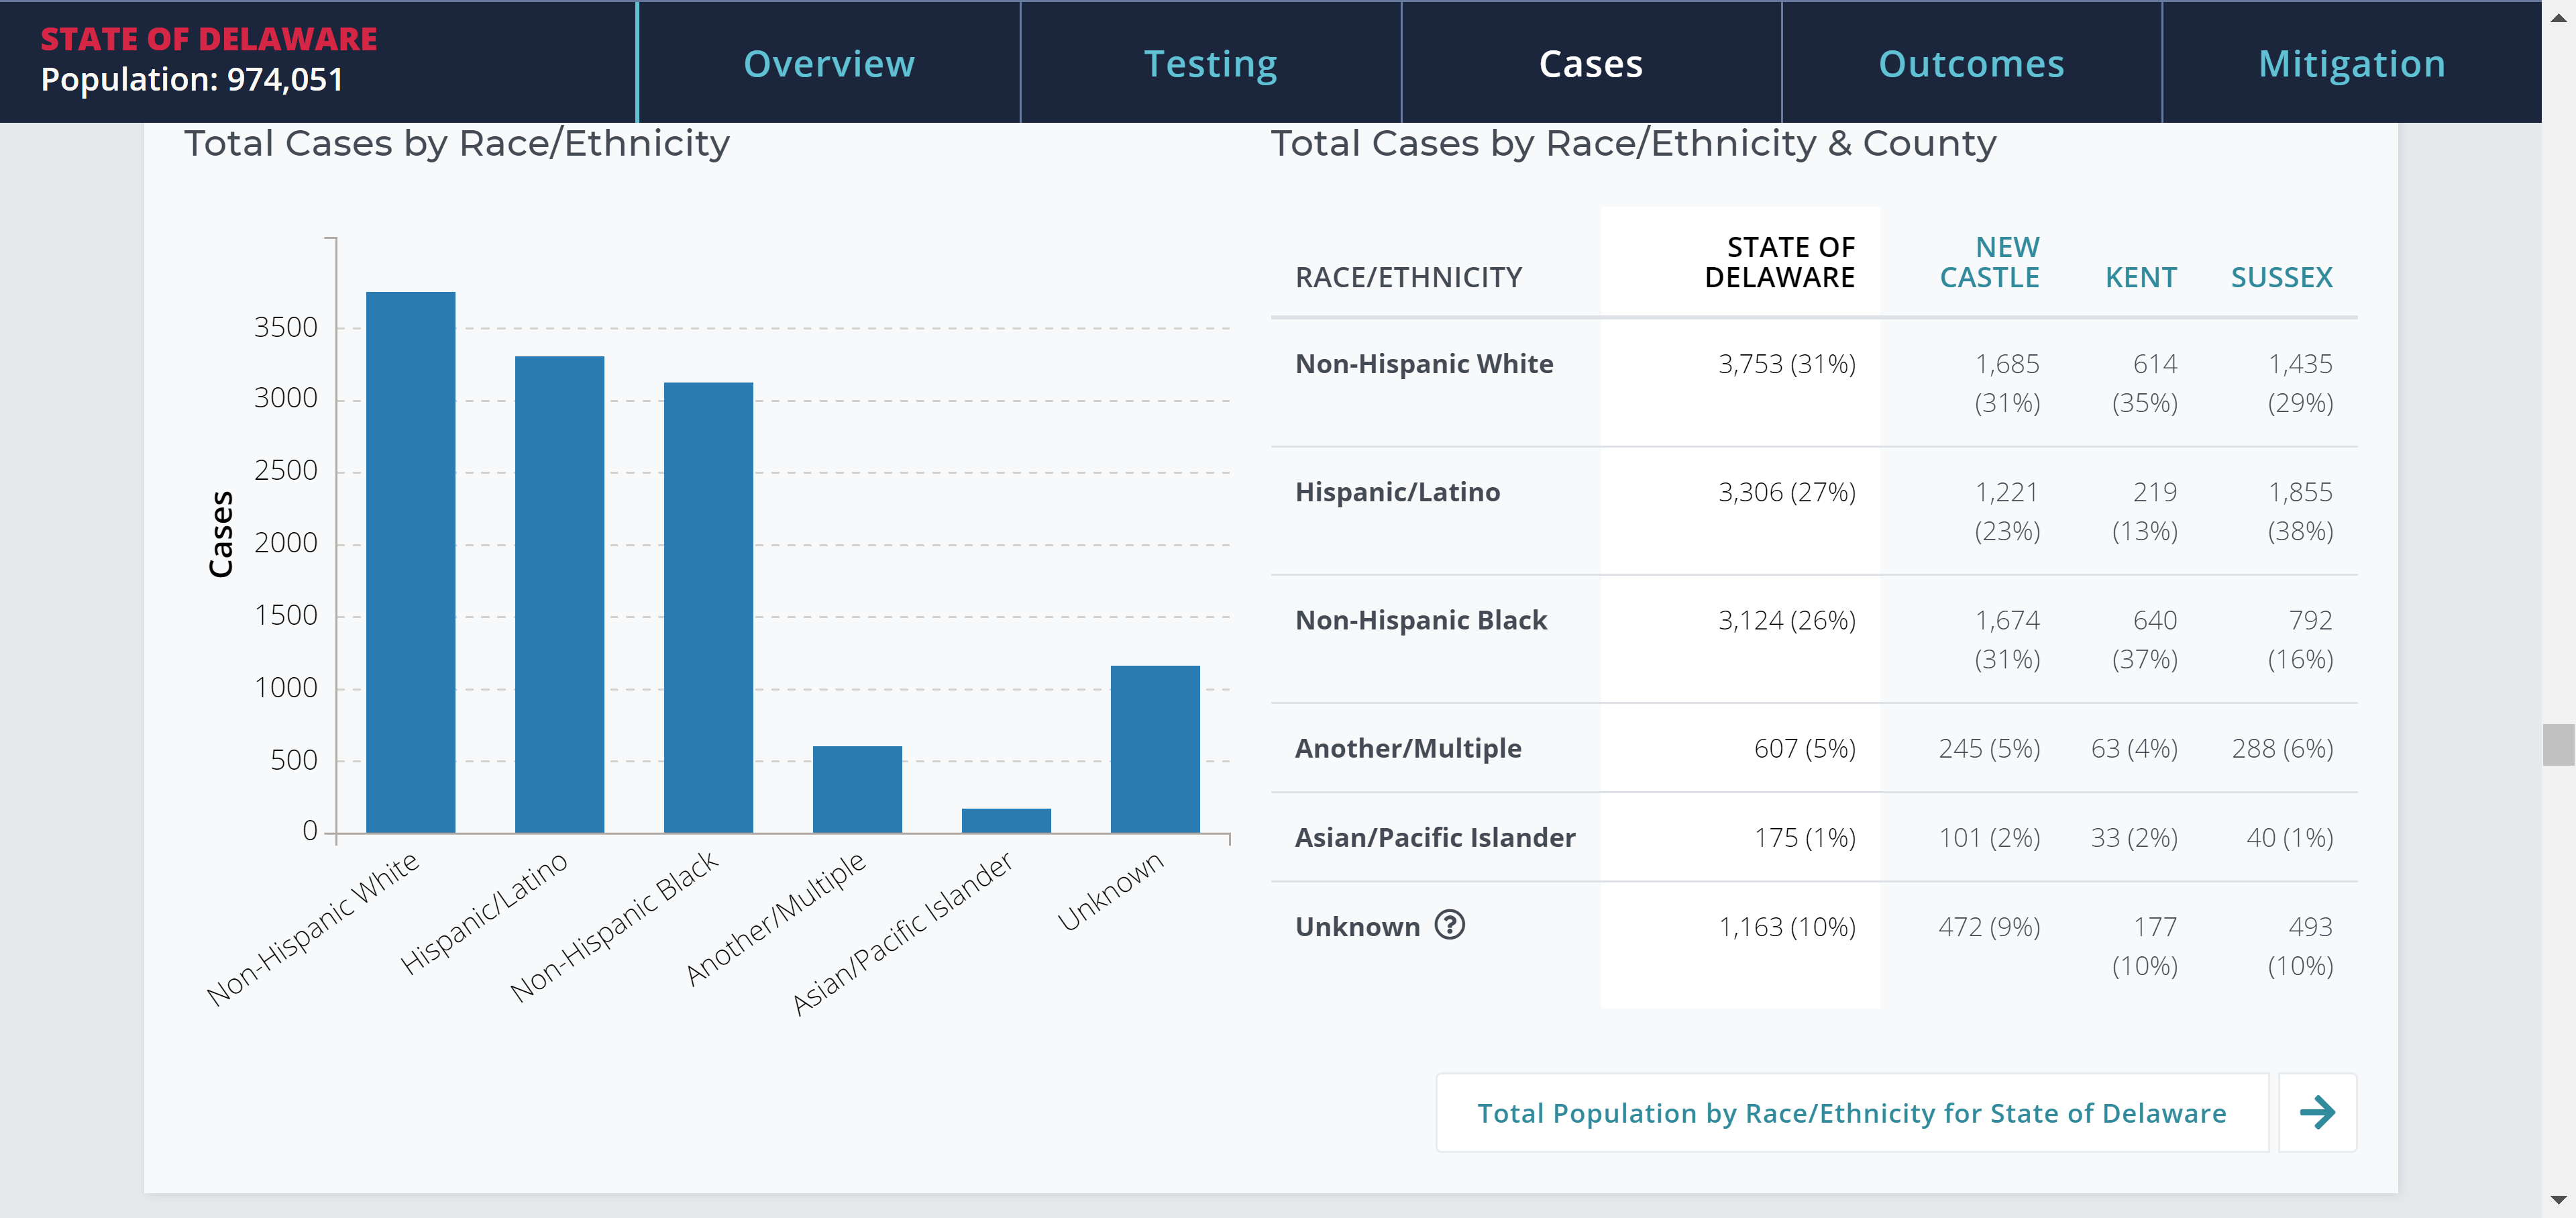 STATE OF DELAWARE
Population: 974,051
Overview
Testing
Cases
Outcomes
Mitigation
Total Cases by Race/Ethnicity
Cases
3500
3000
2500
2000
1500
1000
500
0
Non-Hispanic White
Hispanic/Latino
Non-Hispanic Black
Another/Multiple
Asian/Pacific Islander
Unknown
Total Cases by Race/Ethnicity & County
RACE/ETHNICITY
STATE OF
DELAWARE
NEW
CASTLE
KENT
SUSSEX
Non-Hispanic White 3,753 (31%) 1,685 614 1,435
(31%) (35%) (29%)
Hispanic/Latino 3,306 (27%) 1,221 219 1,855
(23%) (13%) (38%)
Non-Hispanic Black 3,124 (26%) 1,674 640 792
(31%) (37%) (16%)
Another/Multiple 607 (5%) 245 (5%) 63 (4%) 288 (6%)
Asian/Pacific Islander 175 (1%) 101 (2%) 33 (2%) 40 (1%)
Unknown ? 1,163 (10%) 472 (9%) 177 493
(10%) (10%)
Total Population by Race/Ethnicity for State of Delaware